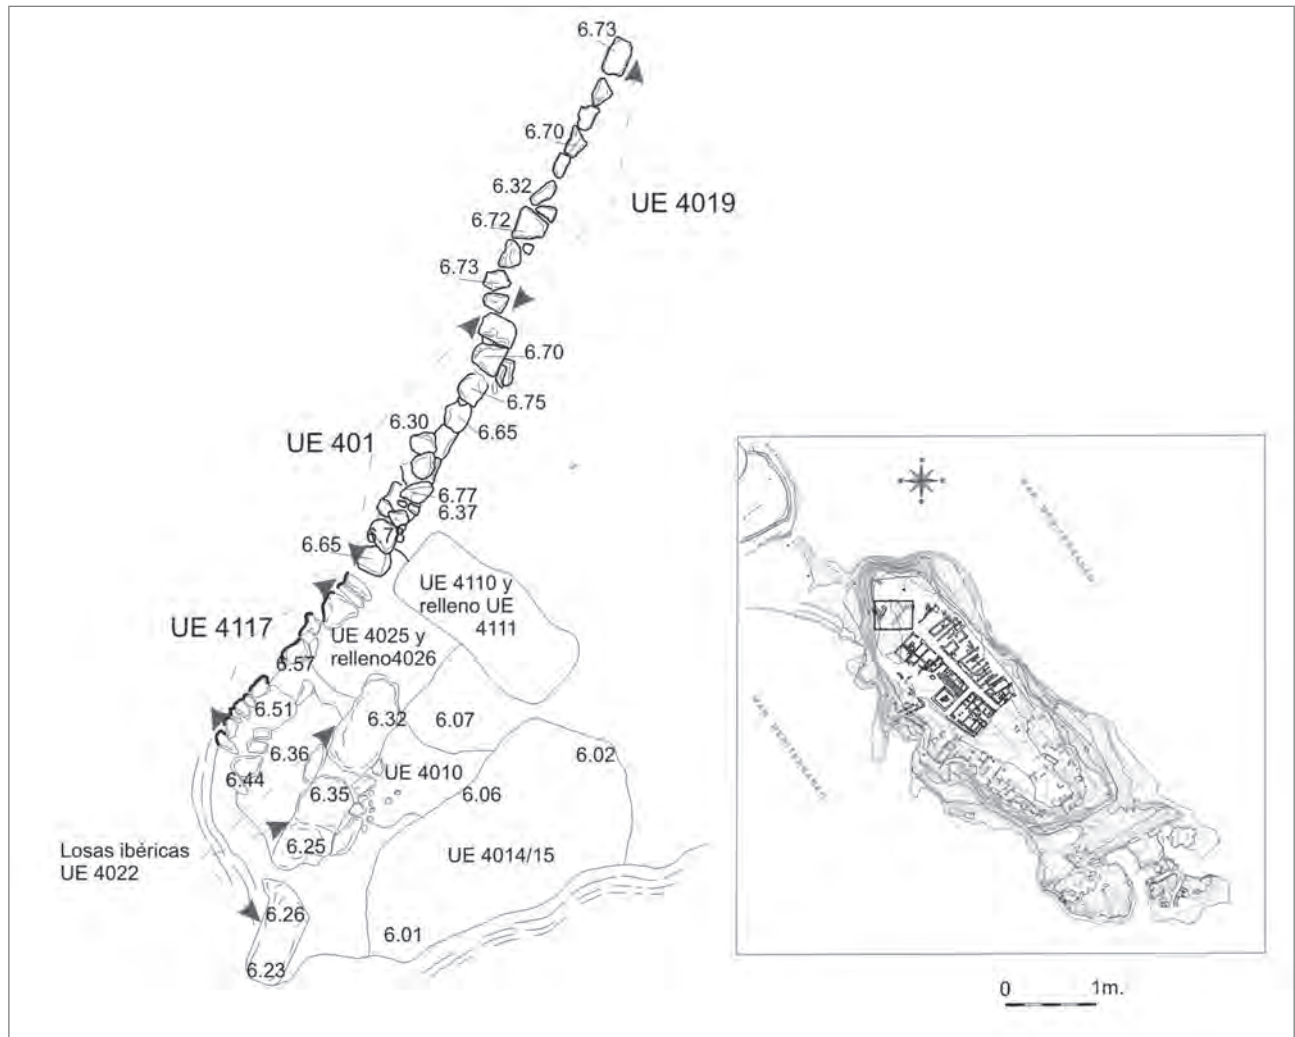 6.73
6.70
6.32
UE 4019
6.72
6.73
6.70
6.75
6.30
6.65
UE 401
6.77
6.37
6.73
6.65
UE 4110 y
relleno UE
4111
UE 4117
UE 4025 y
relleno4026
6.57
6.51
6.32
6.07
6.02
6.36
UE 4010
6.44
6.35
6.06
6.25
UE 4014/15
Losas ibéricas
UE 4022
6.26
6.01
6.23
MAR MEDITERRANEO
MAR MEDITERRANEO
0 1m.